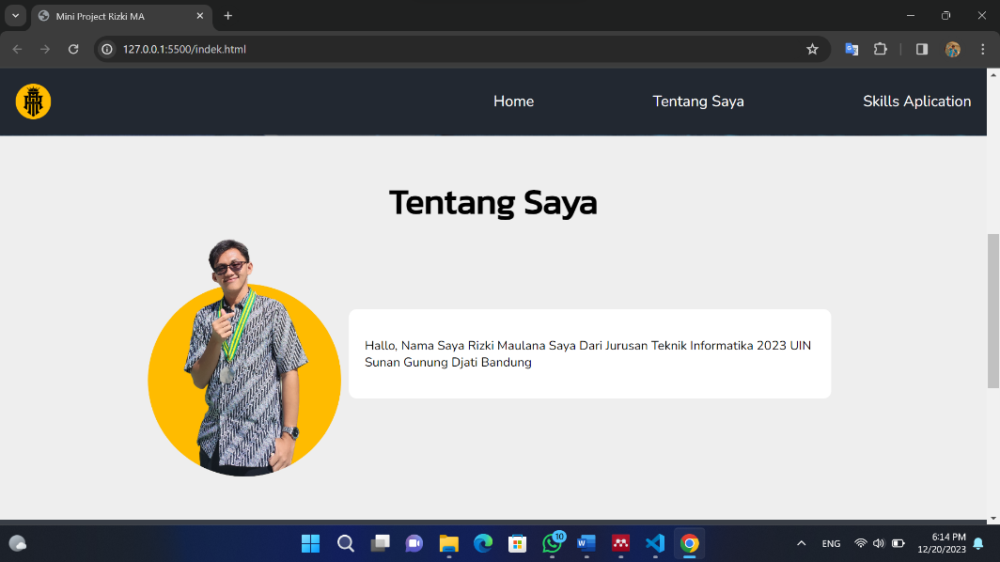 Mini Project Rizki MA
127.0.0.1:5500/indek.html
Home
Tentang Saya
Skills Aplication
Tentang Saya
Hallo, Nama Saya Rizki Maulana Saya Dari Jurusan Teknik Informatika 2023 UIN
Sunan Gunung Djati Bandung
10
W
ENG
6:14 PM
12/20/2023